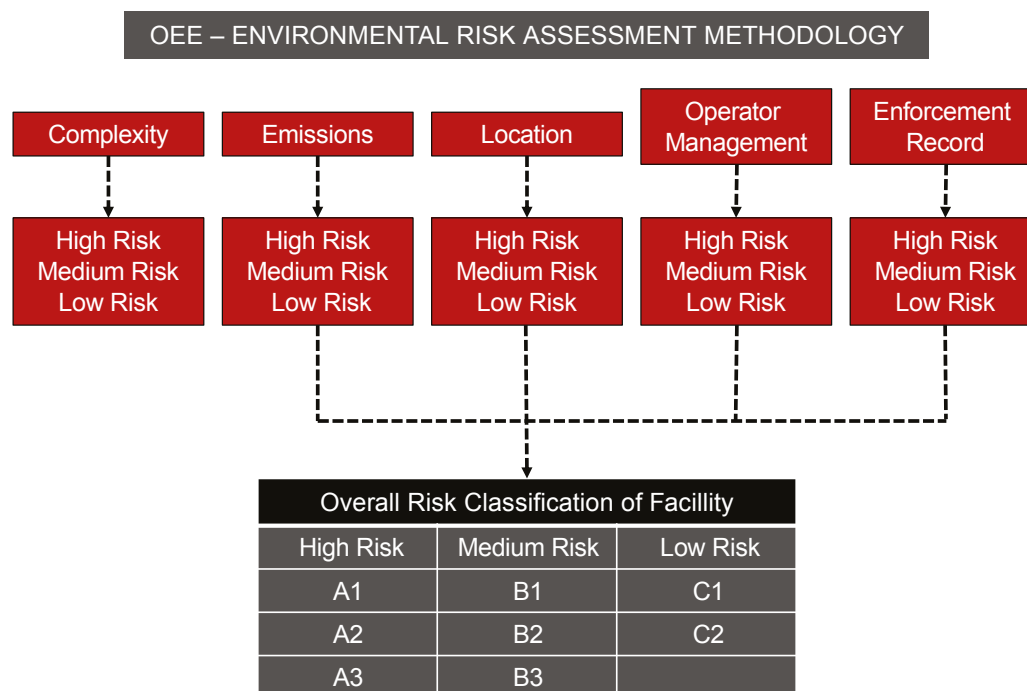 OEE – ENVIRONMENTAL RISK ASSESSMENT METHODOLOGY
Complexity
Emissions
Location
Operator
Management
Enforcement
Record
High Risk
Medium Risk
Low Risk
High Risk
Medium Risk
Low Risk
High Risk
Medium Risk
Low Risk
High Risk
Medium Risk
Low Risk
High Risk
Medium Risk
Low Risk
Overall Risk Classification of Facillity
High Risk Medium Risk Low Risk
A1 B1 C1
A2 B2 C2
A3 B3